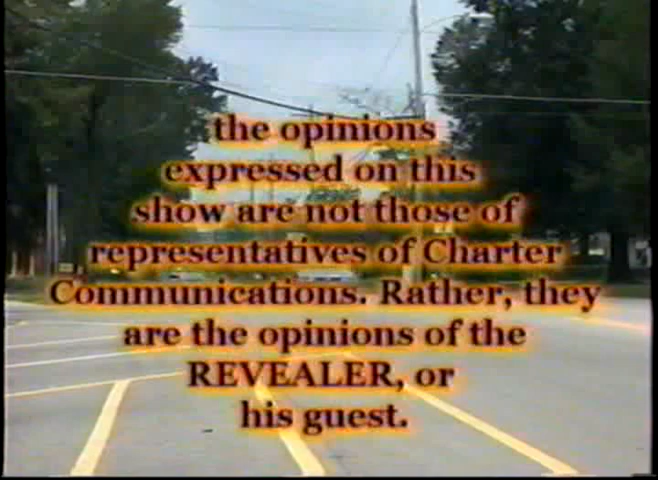 the opinions
expressed on this
show are not those of
representatives of Charter
Communications. Rather, they
are the opinions of the
REVEALER, or
his guest.